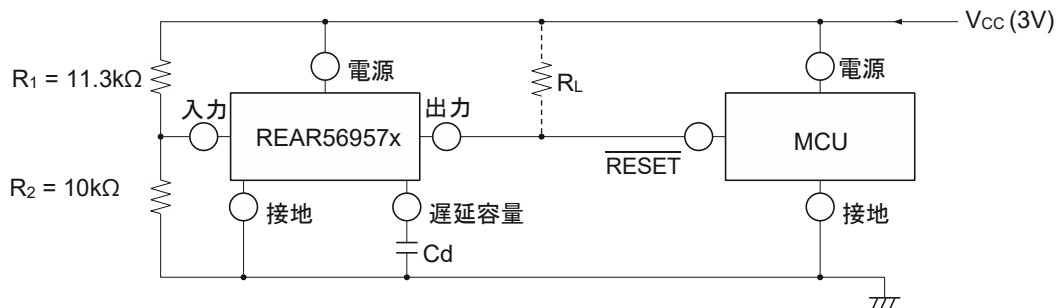 VCC (3V)
電源
電源
R1 = 11.3kΩ
RL
入力
出力
REAR56957x
MCU
RESET
R2 = 10kΩ
接地
遅延容量
接地
Cd